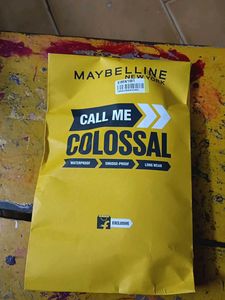 MAYBELLINE
NEW YORK
CALL ME
COLOSSAL
WATERPROOF SMUDGE-PROOF LONG WEAR
EXCLUSIVE